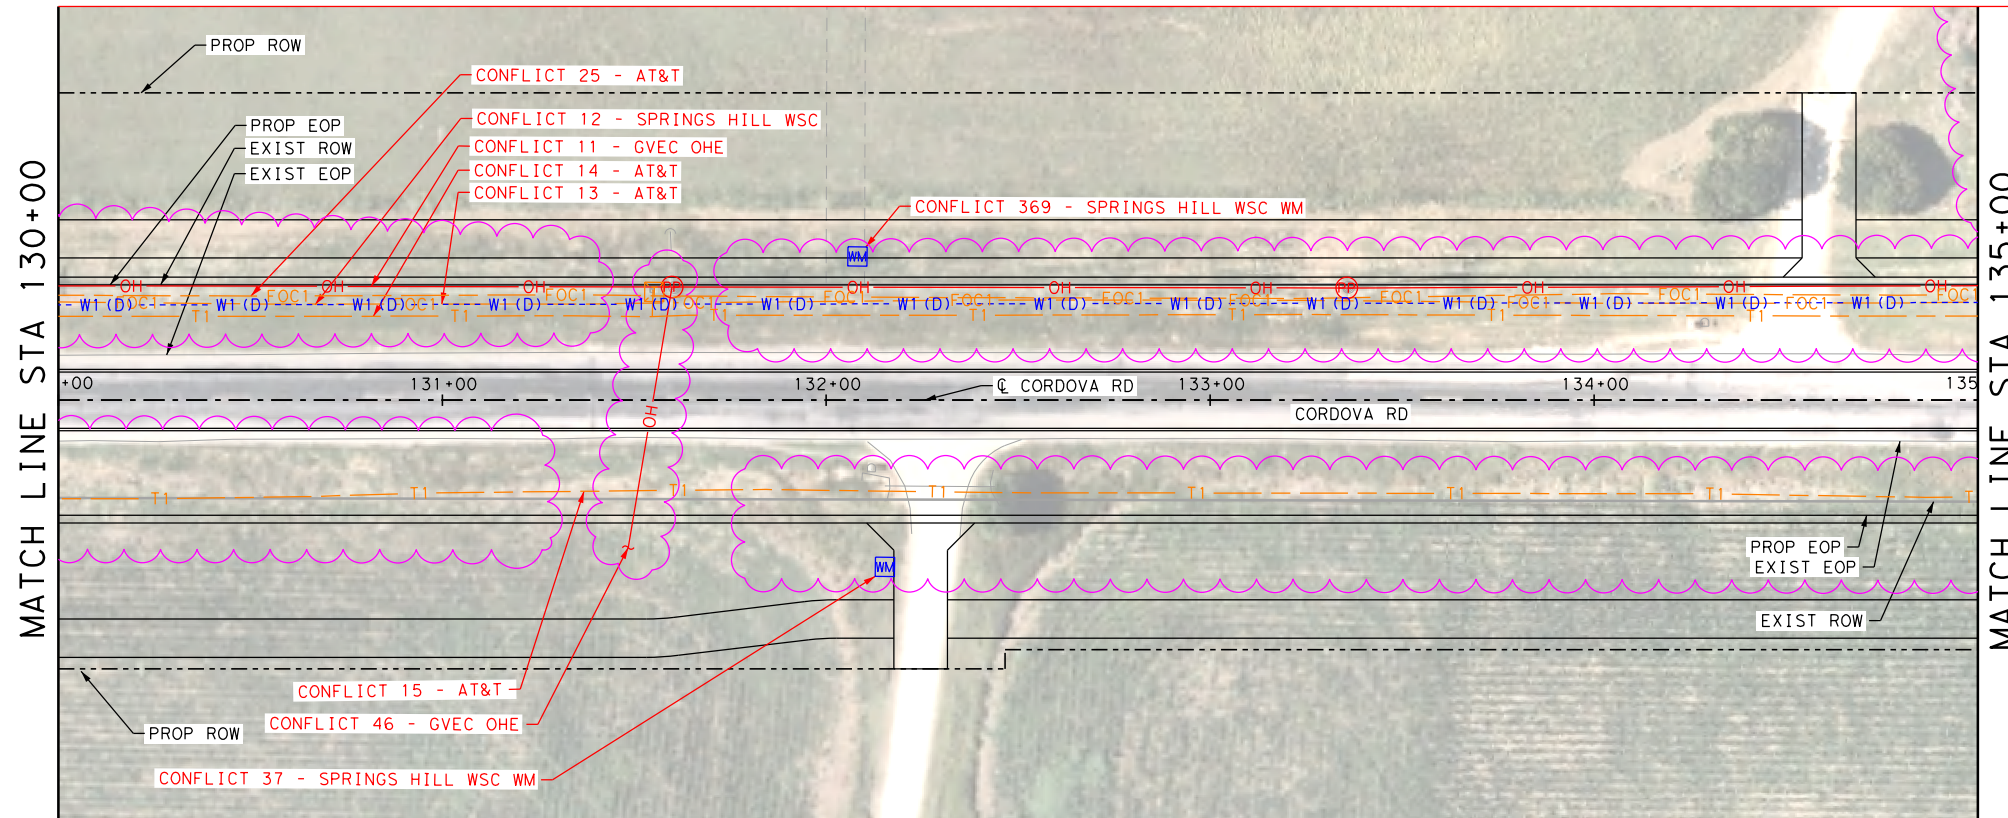 PROP ROW
CONFLICT 25 - AT&T
CONFLICT 12 - SPRINGS HILL WSC
PROP EOP
CONFLICT 11 - GVEC OHE
EXIST ROW
CONFLICT 14 - AT&T
EXIST EOP
CONFLICT 13 - AT&T
CONFLICT 369 - SPRINGS HILL WSC WM
MATCH LINE STA 130+00
MATCH LINE STA 135+00
WM
OH OH OH PP OH OH OH PP OH OH OH
FOC1 FOC1 FOC1 FOC1 FOC1 FOC1 FOC1 FOC1 FOC1 FOC1 FOC1 FOC1 FOC1
W1(D) W1(D) W1(D) W1(D) W1(D) W1(D) W1(D) W1(D) W1(D) W1(D) W1(D) W1(D) W1(D) W1(D)
T1 T1 T1 T1 T1 T1 T1
+00 131+00 132+00 133+00 134+00 135
℄ CORDOVA RD
CORDOVA RD
OH
T1 T1 T1 T1 T1 T1 T1 T
PROP EOP
EXIST EOP
WM
EXIST ROW
CONFLICT 15 - AT&T
CONFLICT 46 - GVEC OHE
PROP ROW
CONFLICT 37 - SPRINGS HILL WSC WM